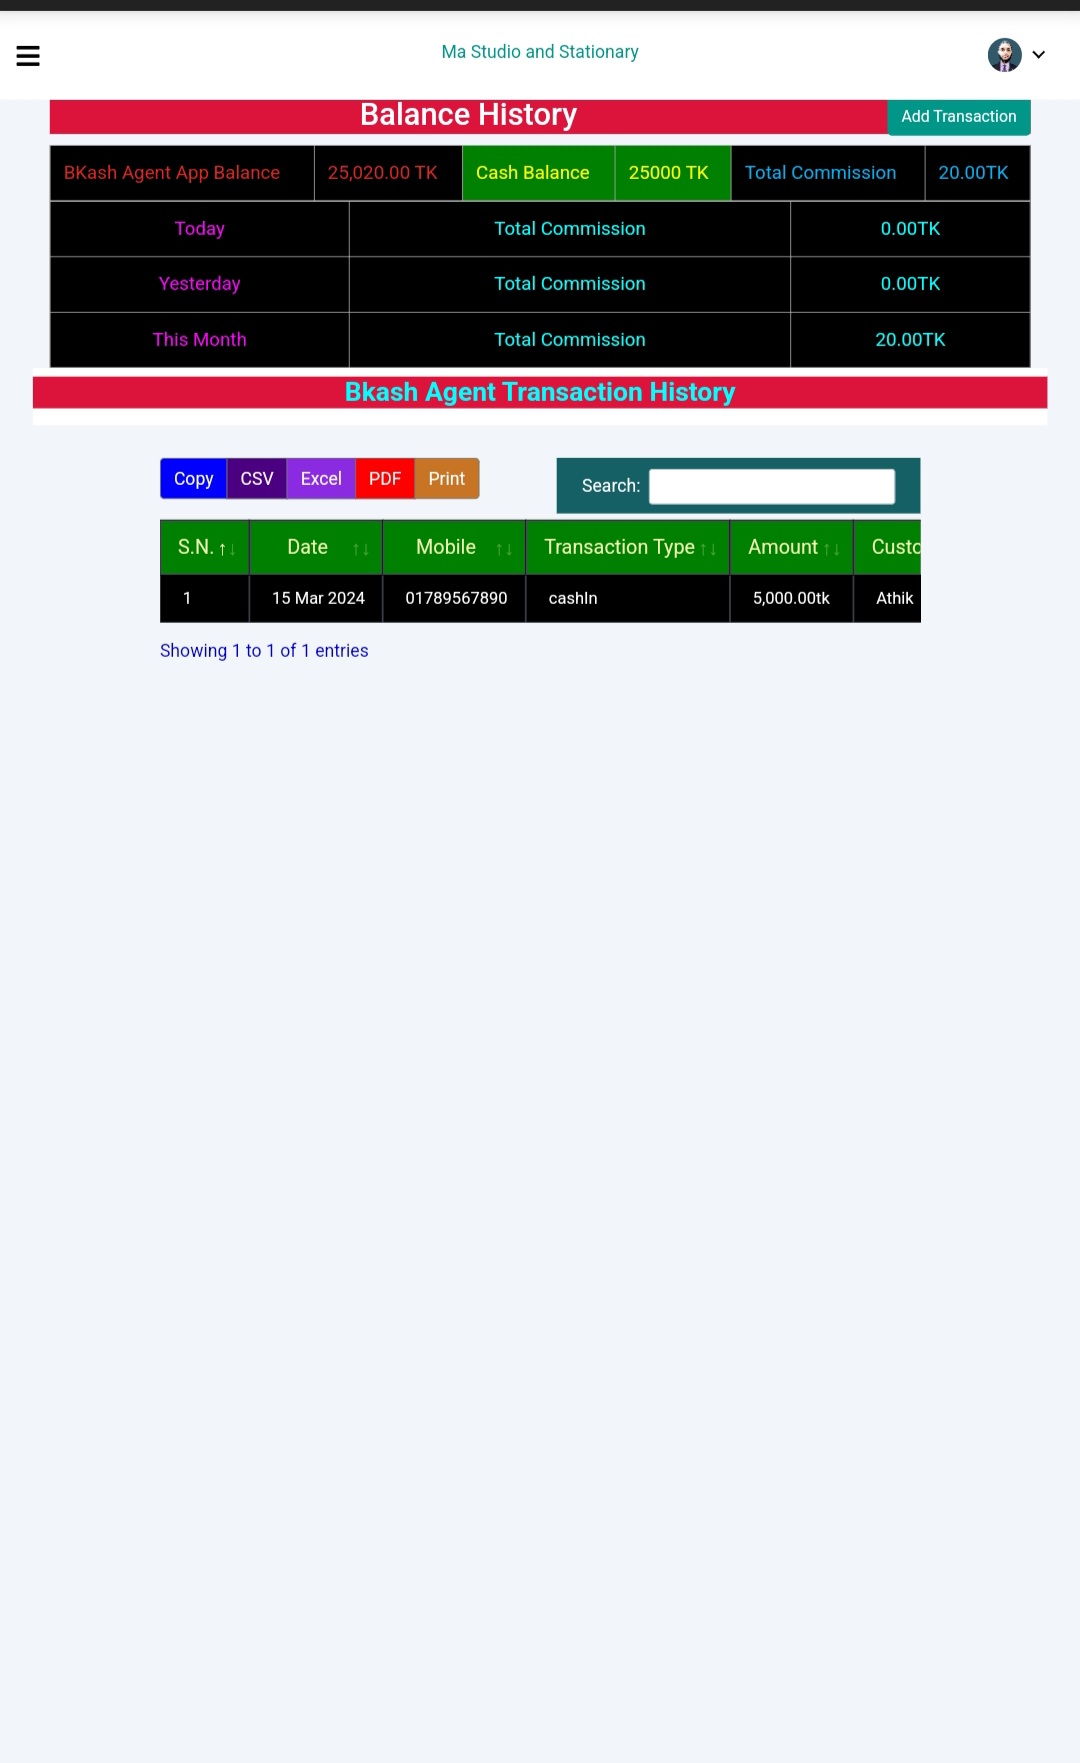 Ma Studio and Stationary
Balance History
Add Transaction
BKash Agent App Balance 25,020.00 TK Cash Balance 25000 TK Total Commission 20.00TK
Today Total Commission 0.00TK
Yesterday Total Commission 0.00TK
This Month Total Commission 20.00TK
Bkash Agent Transaction History
Copy CSV Excel PDF Print
Search:
S.N. ↑↓ Date ↑↓ Mobile ↑↓ Transaction Type ↑↓ Amount ↑↓ Custo
1 15 Mar 2024 01789567890 cashIn 5,000.00tk Athik
Showing 1 to 1 of 1 entries